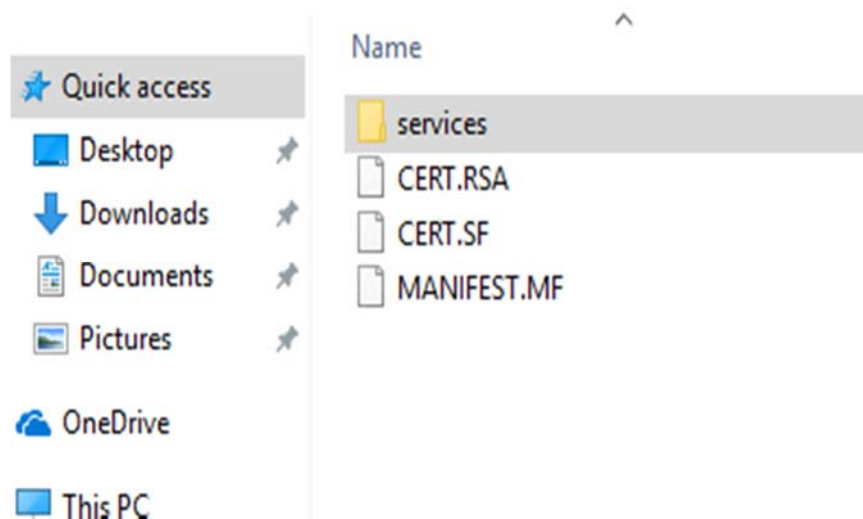 Quick access
Desktop
Downloads
Documents
Pictures
OneDrive
This PC
Name
services
CERT.RSA
CERT.SF
MANIFEST.MF